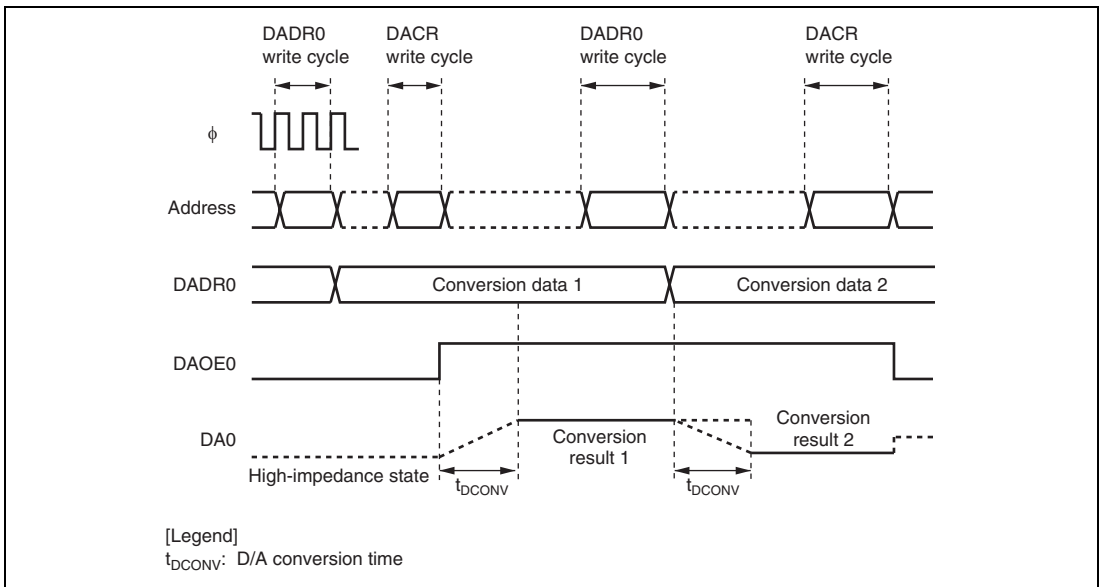 DADR0
write cycle
DACR
write cycle
DADR0
write cycle
DACR
write cycle
ϕ
Address
DADR0
Conversion data 1
Conversion data 2
DAOE0
DA0
High-impedance state
Conversion
result 1
Conversion
result 2
tDCONV
tDCONV
[Legend]
tDCONV: D/A conversion time